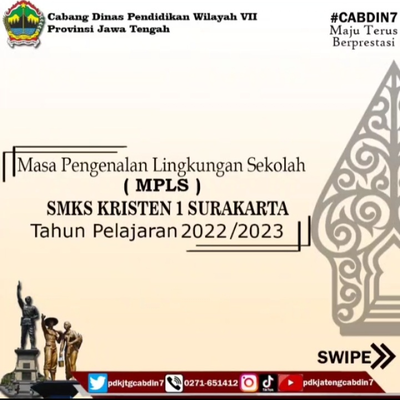 Cabang Dinas Pendidikan Wilayah VII
Provinsi Jawa Tengah
#CABDIN7
Maju Terus
Berprestasi
Masa Pengenalan Lingkungan Sekolah
( MPLS )
SMKS KRISTEN 1 SURAKARTA
Tahun Pelajaran 2022/2023
SWIPE
pdkjtgcabdin7
0271-651412
pdkjatengcabdin7